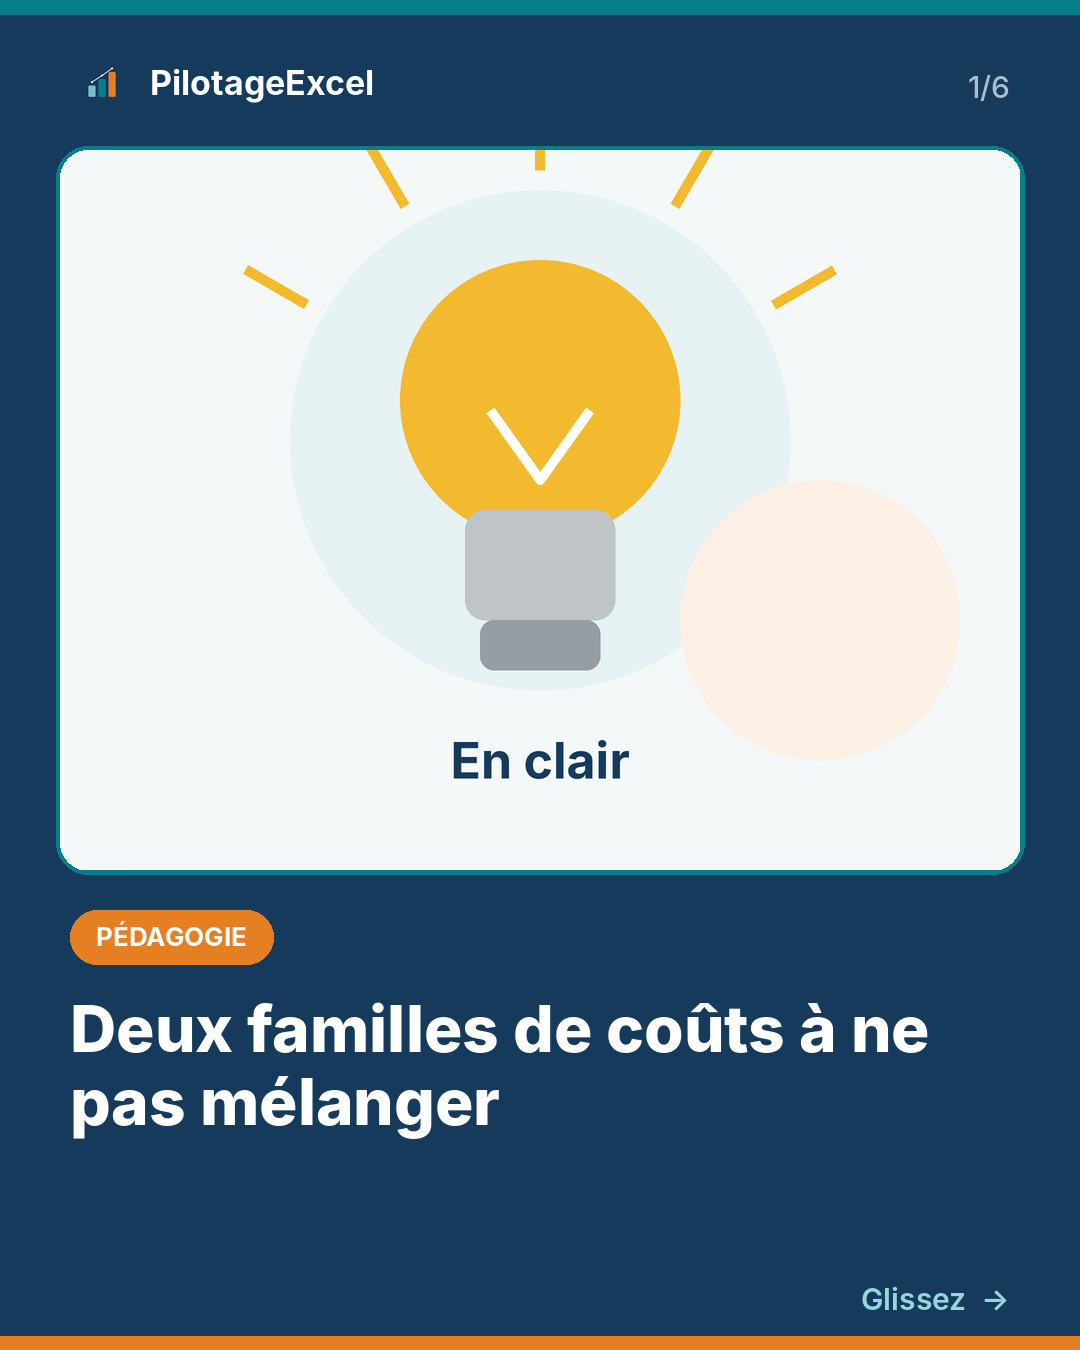 PilotageExcel
1/6
En clair
PÉDAGOGIE
Deux familles de coûts à ne
pas mélanger
Glissez →